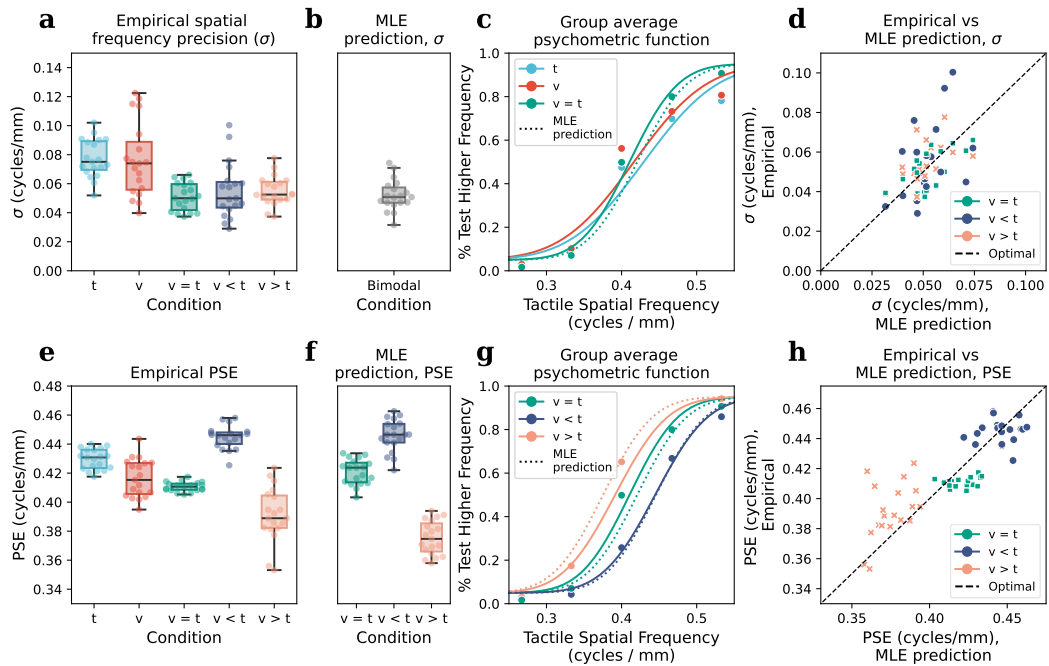 a
Empirical spatial
frequency precision (σ)
σ (cycles/mm)
0.14
0.12
0.10
0.08
0.06
0.04
0.02
0.00
t
v
v = t
v < t
v > t
Condition
b
MLE
prediction, σ
Bimodal
Condition
c
Group average
psychometric function
% Test Higher Frequency
1.0
0.8
0.6
0.4
0.2
0.0
t
v
v = t
MLE
prediction
0.3
0.4
0.5
Tactile Spatial Frequency
(cycles / mm)
d
Empirical vs
MLE prediction, σ
σ (cycles/mm),
Empirical
0.10
0.08
0.06
0.04
0.02
0.00
v = t
v < t
v > t
Optimal
0.000
0.025
0.050
0.075
0.100
σ (cycles/mm),
MLE prediction
e
Empirical PSE
PSE (cycles/mm)
0.48
0.46
0.44
0.42
0.40
0.38
0.36
0.34
t
v
v = t
v < t
v > t
Condition
f
MLE
prediction, PSE
v = t
v < t
v > t
Condition
g
Group average
psychometric function
% Test Higher Frequency
1.0
0.8
0.6
0.4
0.2
0.0
v = t
v < t
v > t
MLE
prediction
0.3
0.4
0.5
Tactile Spatial Frequency
(cycles / mm)
h
Empirical vs
MLE prediction, PSE
PSE (cycles/mm),
Empirical
0.46
0.44
0.42
0.40
0.38
0.36
0.34
v = t
v < t
v > t
Optimal
0.35
0.40
0.45
PSE (cycles/mm),
MLE prediction